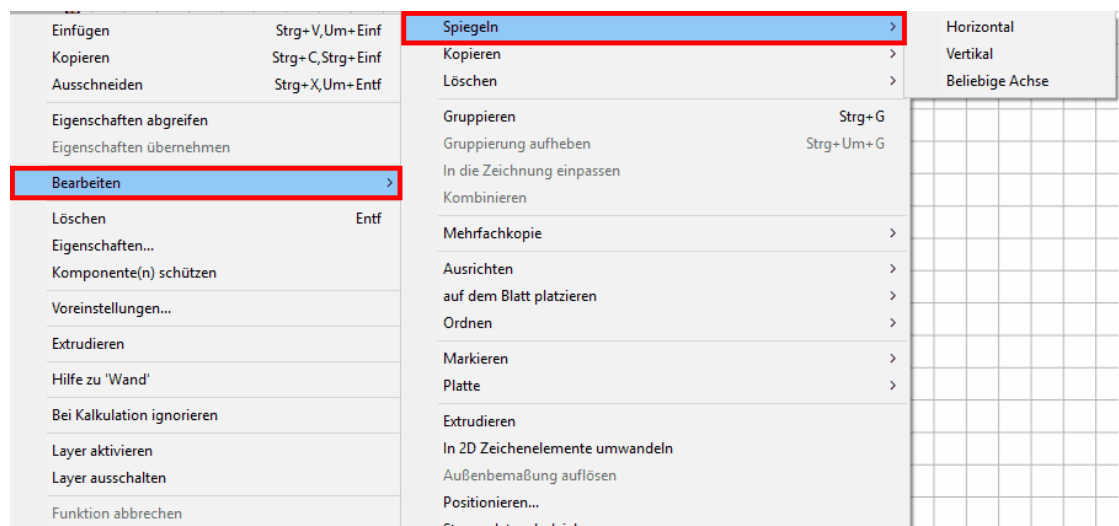 Einfügen Strg+V,Um+Einf
Kopieren Strg+C,Strg+Einf
Ausschneiden Strg+X,Um+Entf
Eigenschaften abgreifen
Eigenschaften übernehmen
Bearbeiten >
Löschen Entf
Eigenschaften...
Komponente(n) schützen
Voreinstellungen...
Extrudieren
Hilfe zu 'Wand'
Bei Kalkulation ignorieren
Layer aktivieren
Layer ausschalten
Funktion abbrechen
Spiegeln >
Kopieren >
Löschen >
Gruppieren Strg+G
Gruppierung aufheben Strg+Um+G
In die Zeichnung einpassen
Kombinieren
Mehrfachkopie >
Ausrichten >
auf dem Blatt platzieren >
Ordnen >
Markieren >
Platte >
Extrudieren
In 2D Zeichenelemente umwandeln
Außenbemaßung auflösen
Positionieren...
Horizontal
Vertikal
Beliebige Achse